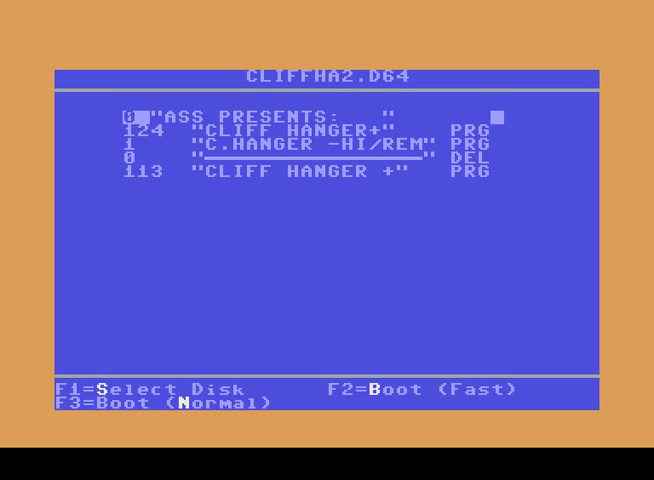 CLIFFHA2.D64
0 "ASS PRESENTS:   "
124  "CLIFF HANGER+"    PRG
1    "C.HANGER -HI/REM" PRG
0    "────────────────" DEL
113  "CLIFF HANGER +"   PRG
F1=Select Disk      F2=Boot (Fast)
F3=Boot (Normal)